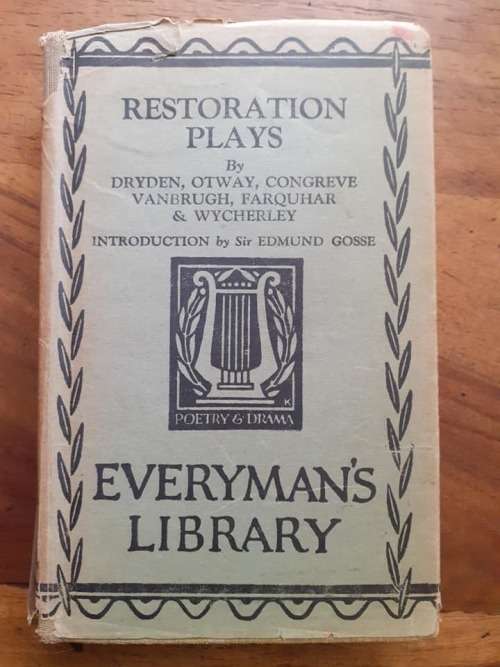 RESTORATION
PLAYS
By
DRYDEN, OTWAY, CONGREVE
VANBRUGH, FARQUHAR
& WYCHERLEY
INTRODUCTION by Sir EDMUND GOSSE
K
POETRY & DRAMA
EVERYMAN'S
LIBRARY